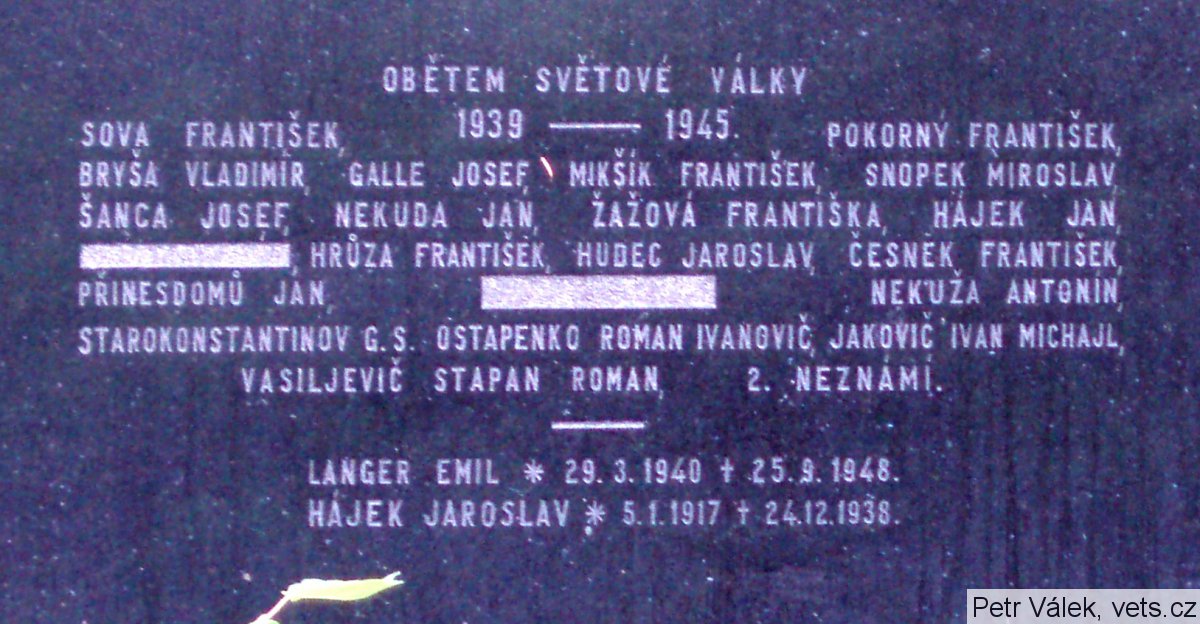 OBĚTEM SVĚTOVÉ VÁLKY
1939 — 1945.
SOVA FRANTIŠEK, POKORNÝ FRANTIŠEK,
BRYŠA VLADIMÍR, GALLE JOSEF, MIKŠÍK FRANTIŠEK, SNOPEK MIROSLAV,
ŠANCA JOSEF, NEKUDA JAN, ŽAŽOVÁ FRANTIŠKA, HÁJEK JAN,
, HRŮZA FRANTIŠEK, HUDEC JAROSLAV, ČESNĚK FRANTIŠEK,
PŘINESDOMŮ JAN, NEKUŽA ANTONÍN,
STAROKONSTANTINOV G. S. OSTAPENKO ROMAN IVANOVIČ, JAKOVIČ IVAN MICHAJL,
VASILJEVIČ STAPAN ROMAN, 2. NEZNÁMÍ.
LANGER EMIL * 29. 3. 1940 † 25. 9. 1948.
HÁJEK JAROSLAV * 5. 1. 1917 † 24. 12. 1938.
Petr Válek, vets.cz